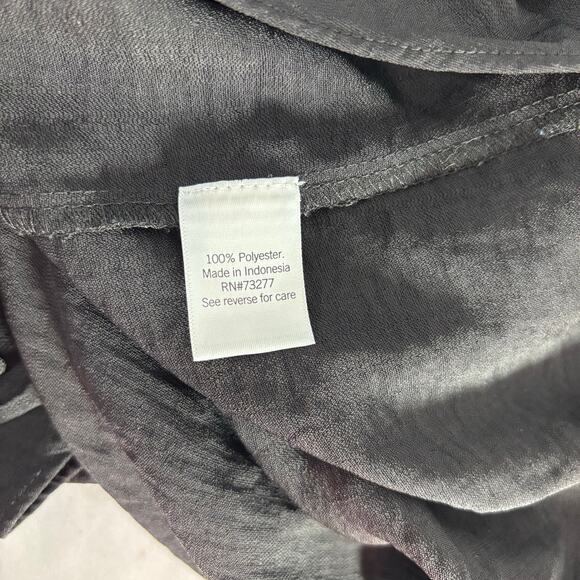 100% Polyester.
Made in Indonesia
RN#73277
See reverse for care